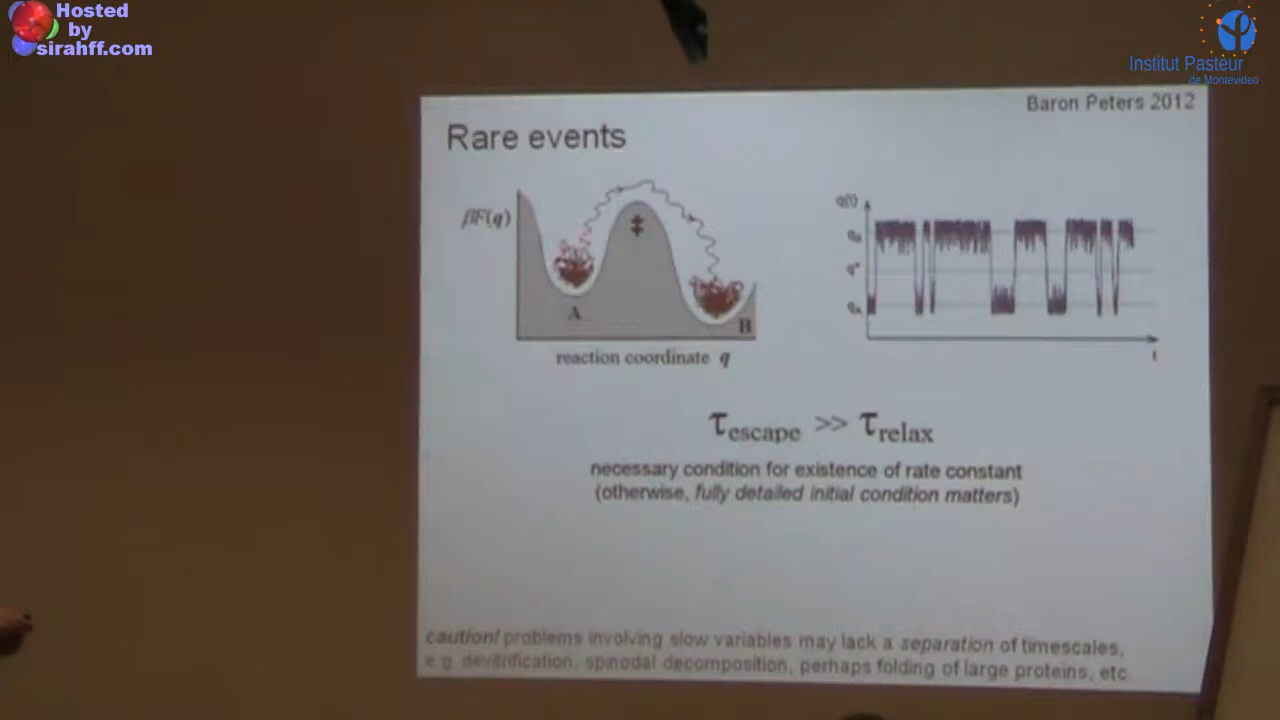 Hosted
by
sirahff.com
Institut Pasteur
de Montevideo
Baron Peters 2012
Rare events
βF(q)
‡
A
B
reaction coordinate q
q(t)
q_B
q*
q_A
t
τescape >> τrelax
necessary condition for existence of rate constant
(otherwise, fully detailed initial condition matters)
caution! problems involving slow variables may lack a separation of timescales,
e.g. devitrification, spinodal decomposition, perhaps folding of large proteins, etc